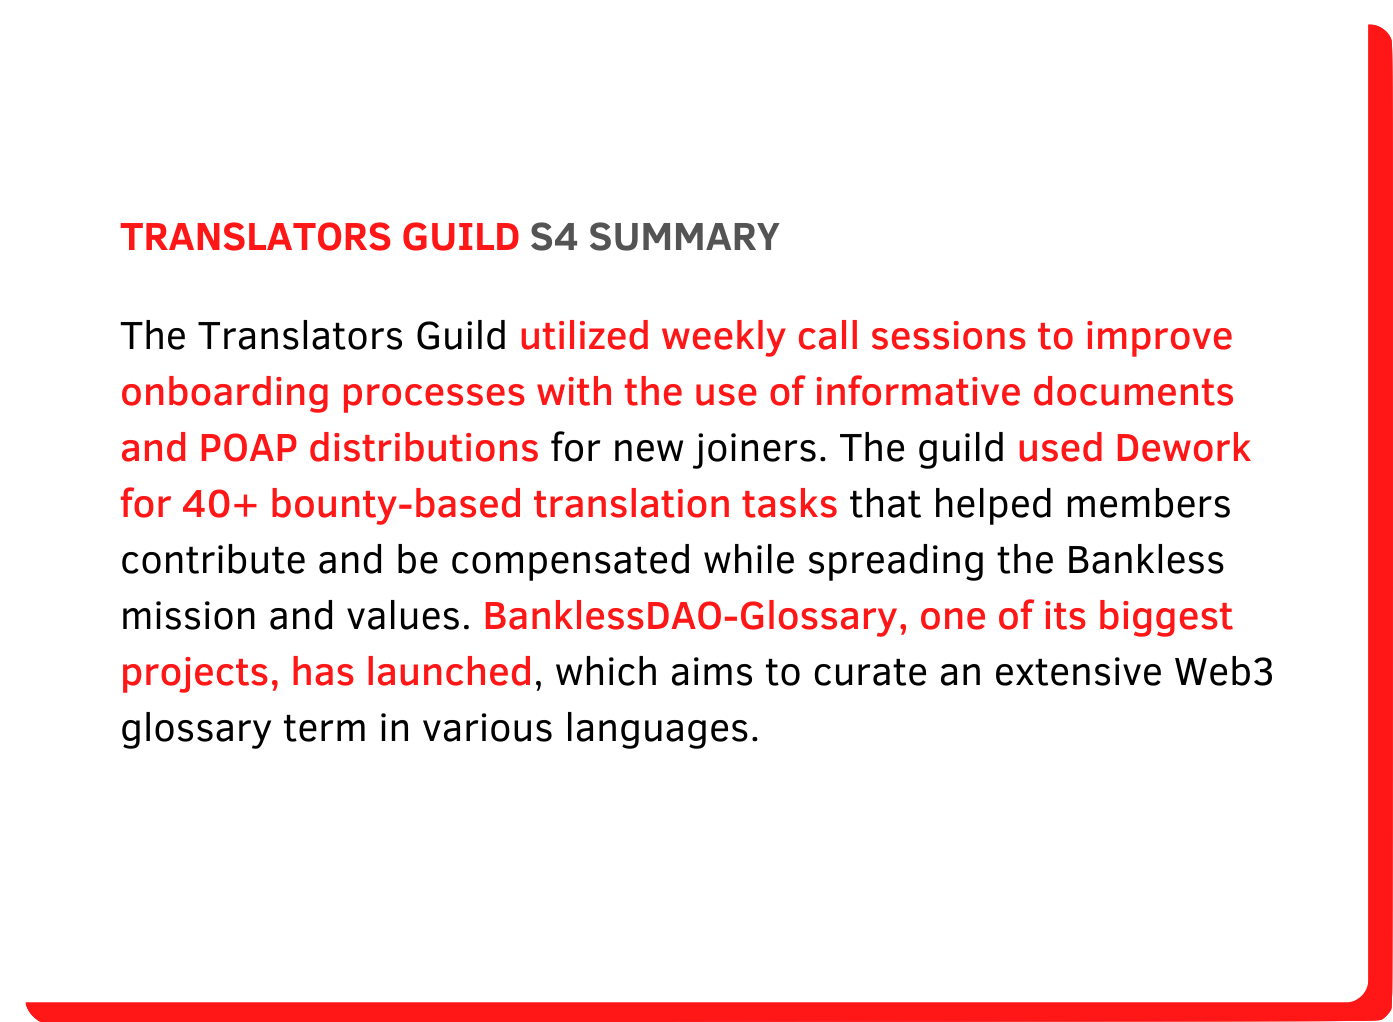 TRANSLATORS GUILD S4 SUMMARY
The Translators Guild utilized weekly call sessions to improve
onboarding processes with the use of informative documents
and POAP distributions for new joiners. The guild used Dework
for 40+ bounty-based translation tasks that helped members
contribute and be compensated while spreading the Bankless
mission and values. BanklessDAO-Glossary, one of its biggest
projects, has launched, which aims to curate an extensive Web3
glossary term in various languages.